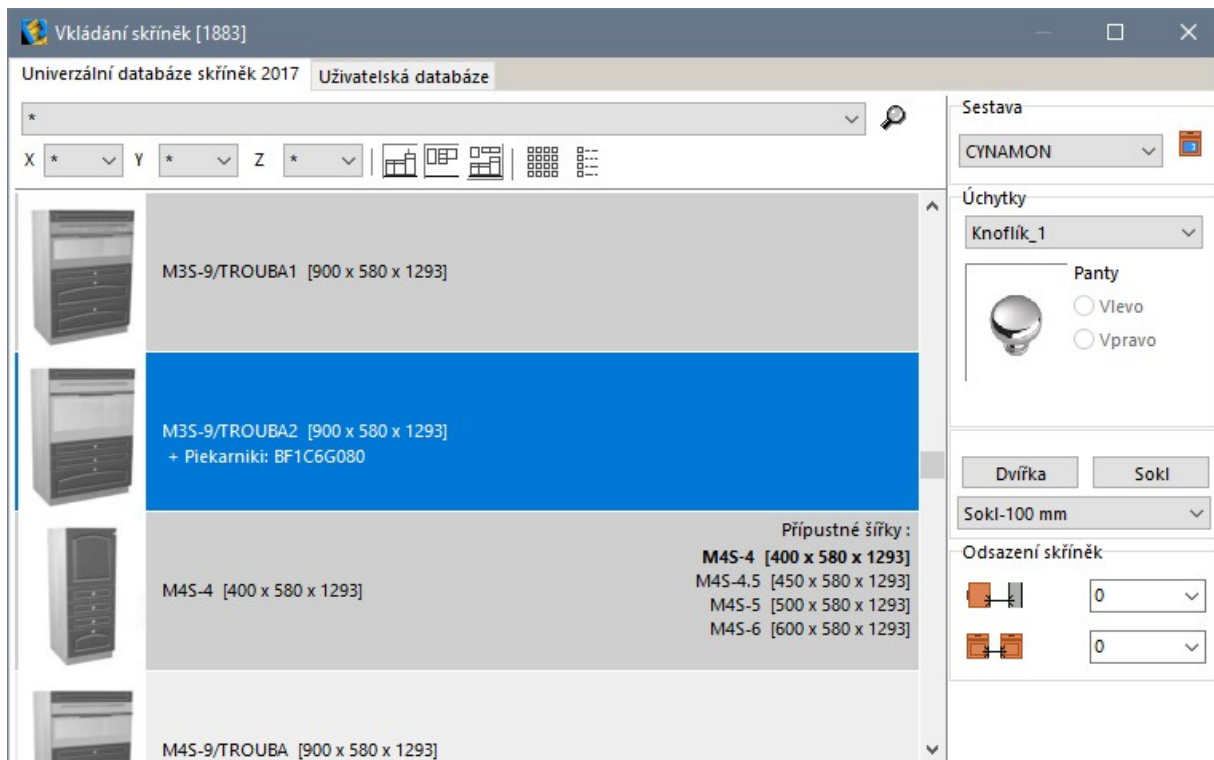 Vkládání skříněk [1883]
Univerzální databáze skříněk 2017 Uživatelská databáze
*
X * Y * Z *
M3S-9/TROUBA1 [900 x 580 x 1293]
M3S-9/TROUBA2 [900 x 580 x 1293]
+ Piekarniki: BF1C6G080
M4S-4 [400 x 580 x 1293]
Přípustné šířky :
M4S-4 [400 x 580 x 1293]
M4S-4.5 [450 x 580 x 1293]
M4S-5 [500 x 580 x 1293]
M4S-6 [600 x 580 x 1293]
M4S-9/TROUBA [900 x 580 x 1293]
Sestava
CYNAMON
Úchytky
Knoflík_1
Panty
Vlevo
Vpravo
Dvířka Sokl
Sokl-100 mm
Odsazení skříněk
0
0